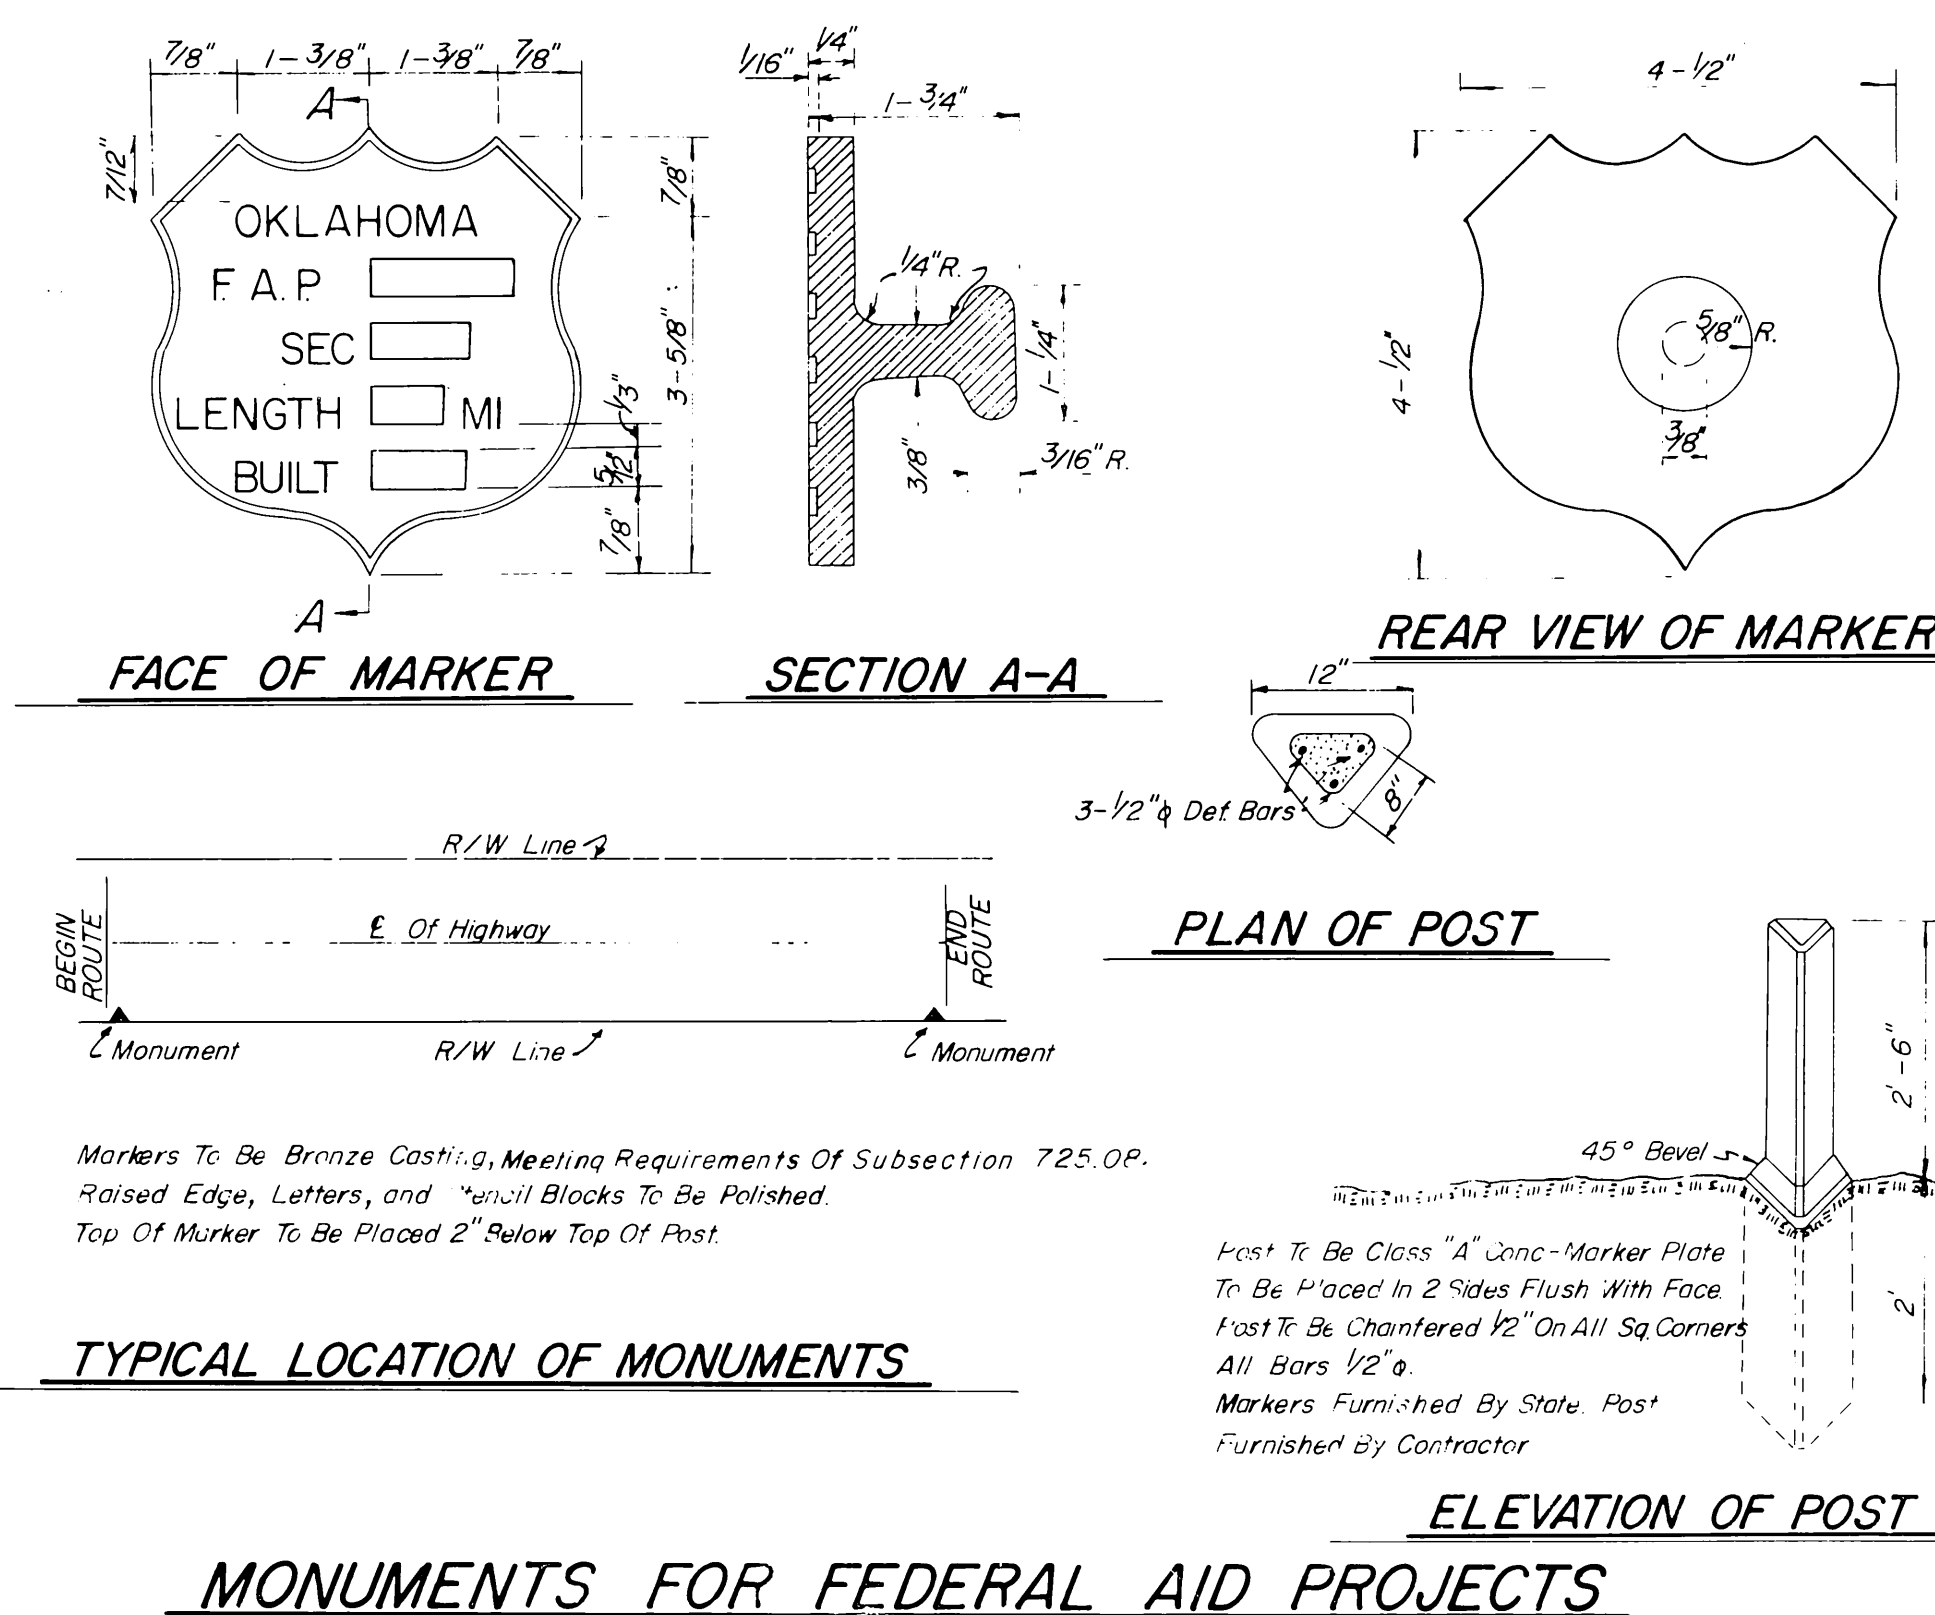 7/8" 1-3/8" 1-3/8" 7/8"
A
7/12"
7/8"
OKLAHOMA
F. A. P.
SEC
LENGTH MI
BUILT
1/3"
5/12"
7/8"
3-5/8"
A
FACE OF MARKER
1/16" 1/4"
1-3/4"
1/4"R.
1-1/4"
3/8"
3/16"R.
SECTION A-A
4-1/2"
4-1/2"
5/8" R.
3/8"
REAR VIEW OF MARKER
12"
8"
3-1/2"ϕ Def. Bars
PLAN OF POST
R/W Line
BEGIN
ROUTE
℄ Of Highway
END
ROUTE
Monument
R/W Line
Monument
Markers To Be Bronze Casting, Meeting Requirements Of Subsection
Raised Edge, Letters, and Stencil Blocks To Be Polished.
Top Of Marker To Be Placed 2" Below Top Of Post.
TYPICAL LOCATION OF MONUMENTS
2'-6"
45° Bevel
2'
Post To Be Class "A" Conc-Marker Plate
To Be Placed In 2 Sides Flush With Face.
Post To Be Chamfered 1/2" On All Sq. Corners
All Bars 1/2"ϕ.
Markers Furnished By State. Post
Furnished By Contractor
ELEVATION OF POST
MONUMENTS FOR FEDERAL AID PROJECTS